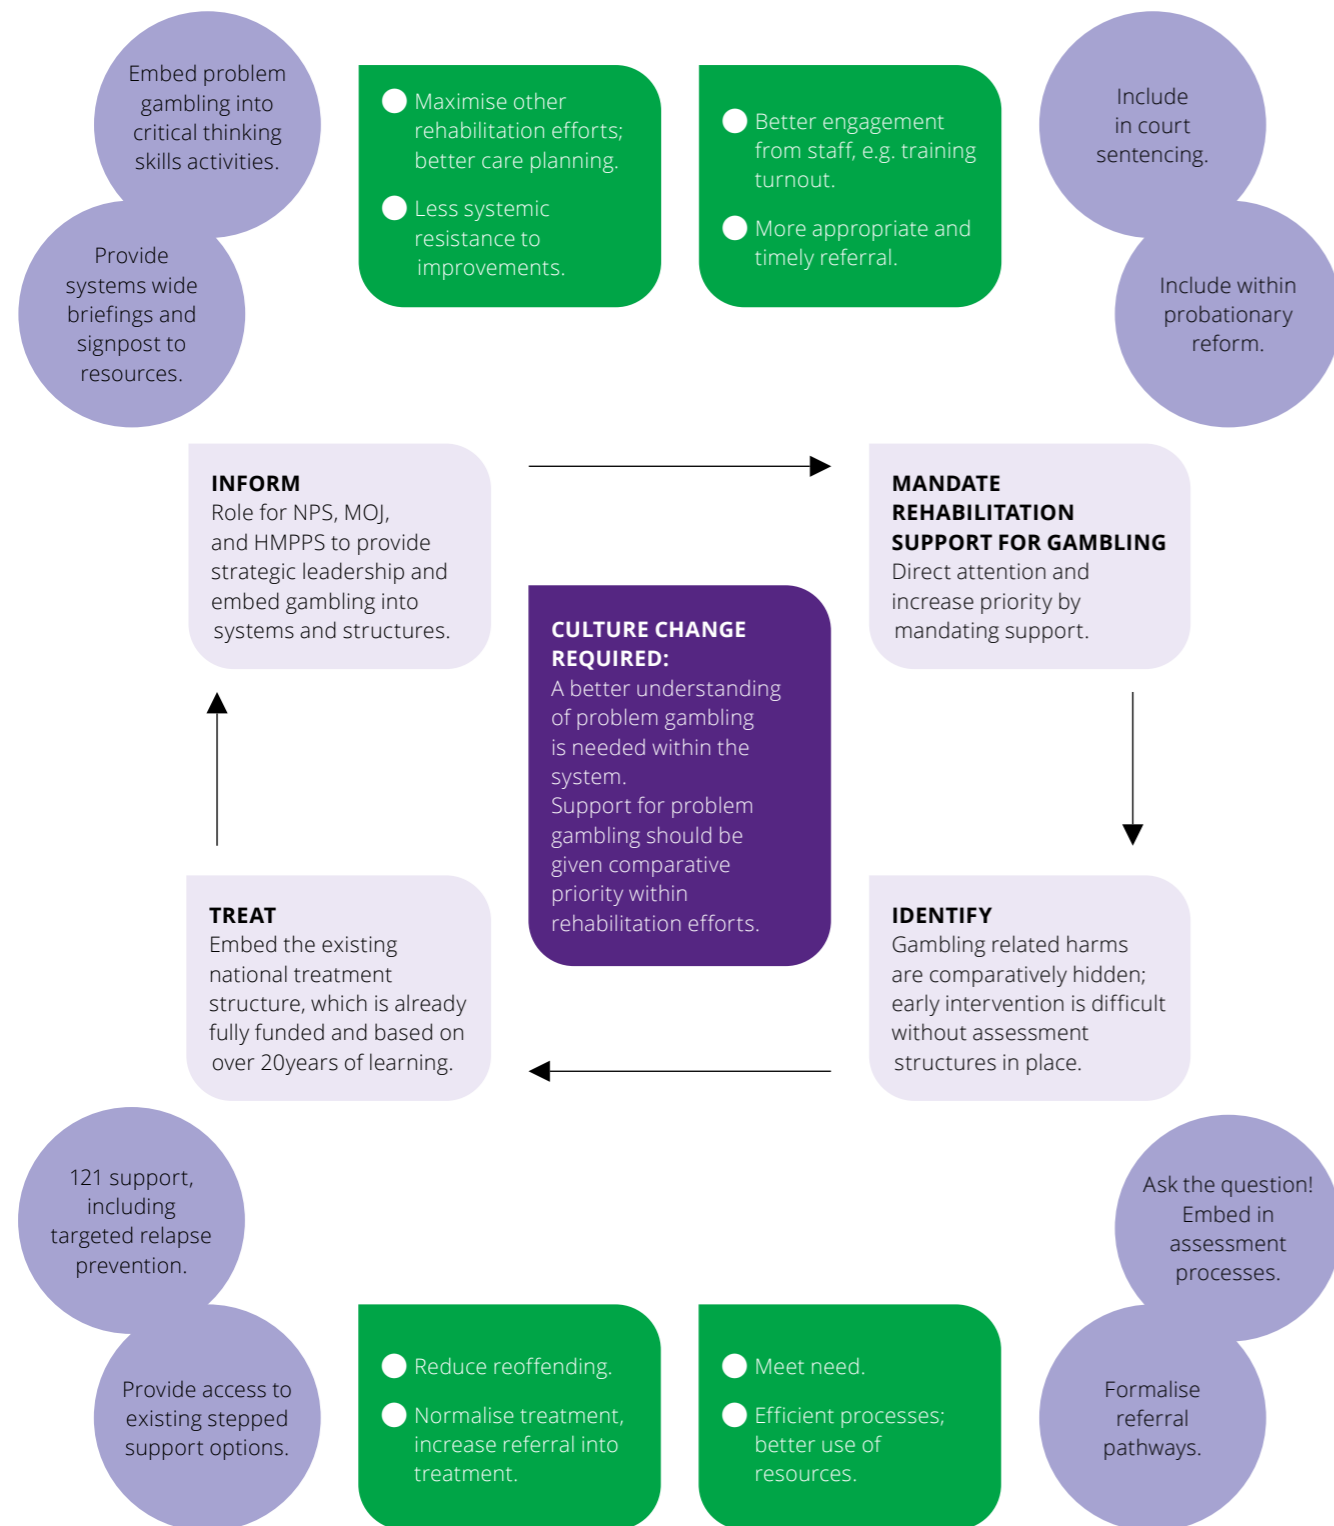 Embed problem
gambling into
critical thinking
skills activities.
Provide
systems wide
briefings and
signpost to
resources.
Maximise other
rehabilitation efforts;
better care planning.
Less systemic
resistance to
improvements.
Better engagement
from staff, e.g. training
turnout.
More appropriate and
timely referral.
Include
in court
sentencing.
Include within
probationary
reform.
INFORM
Role for NPS, MOJ,
and HMPPS to provide
strategic leadership and
embed gambling into
systems and structures.
MANDATE
REHABILITATION
SUPPORT FOR GAMBLING
Direct attention and
increase priority by
mandating support.
CULTURE CHANGE
REQUIRED:
A better understanding
of problem gambling
is needed within the
system.
Support for problem
gambling should be
given comparative
priority within
rehabilitation efforts.
TREAT
Embed the existing
national treatment
structure, which is already
fully funded and based on
over 20years of learning.
IDENTIFY
Gambling related harms
are comparatively hidden;
early intervention is difficult
without assessment
structures in place.
121 support,
including
targeted relapse
prevention.
Provide access to
existing stepped
support options.
Reduce reoffending.
Normalise treatment,
increase referral into
treatment.
Meet need.
Efficient processes;
better use of
resources.
Ask the question!
Embed in
assessment
processes.
Formalise
referral
pathways.